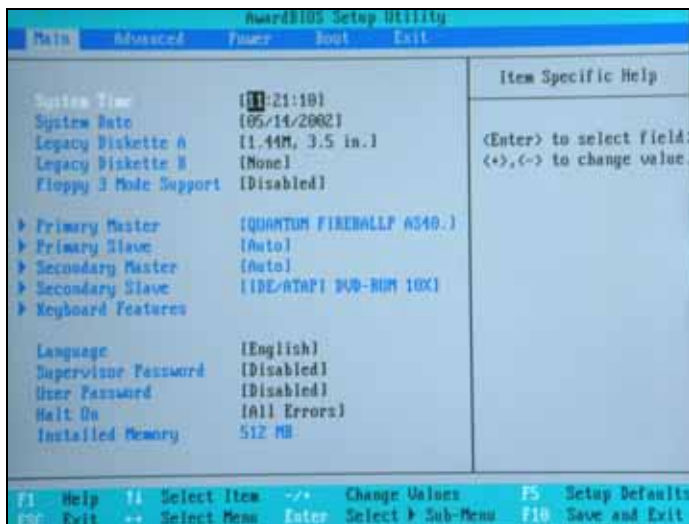 AwardBIOS Setup Utility
Main Advanced Power Boot Exit
Item Specific Help
System Time [11:21:10]
System Date [05/14/2002]
Legacy Diskette A [1.44M, 3.5 in.]
Legacy Diskette B [None]
Floppy 3 Mode Support [Disabled]
<Enter> to select field;
<+>,<-> to change value.
Primary Master [QUANTUM FIREBALLP AS40.]
Primary Slave [Auto]
Secondary Master [Auto]
Secondary Slave [IDE/ATAPI DVD-ROM 10X]
Keyboard Features
Language [English]
Supervisor Password [Disabled]
User Password [Disabled]
Halt On [All Errors]
Installed Memory 512 MB
F1 Help ↑↓ Select Item -/+ Change Values F5 Setup Defaults
ESC Exit ↔ Select Menu Enter Select ▶ Sub-Menu F10 Save and Exit